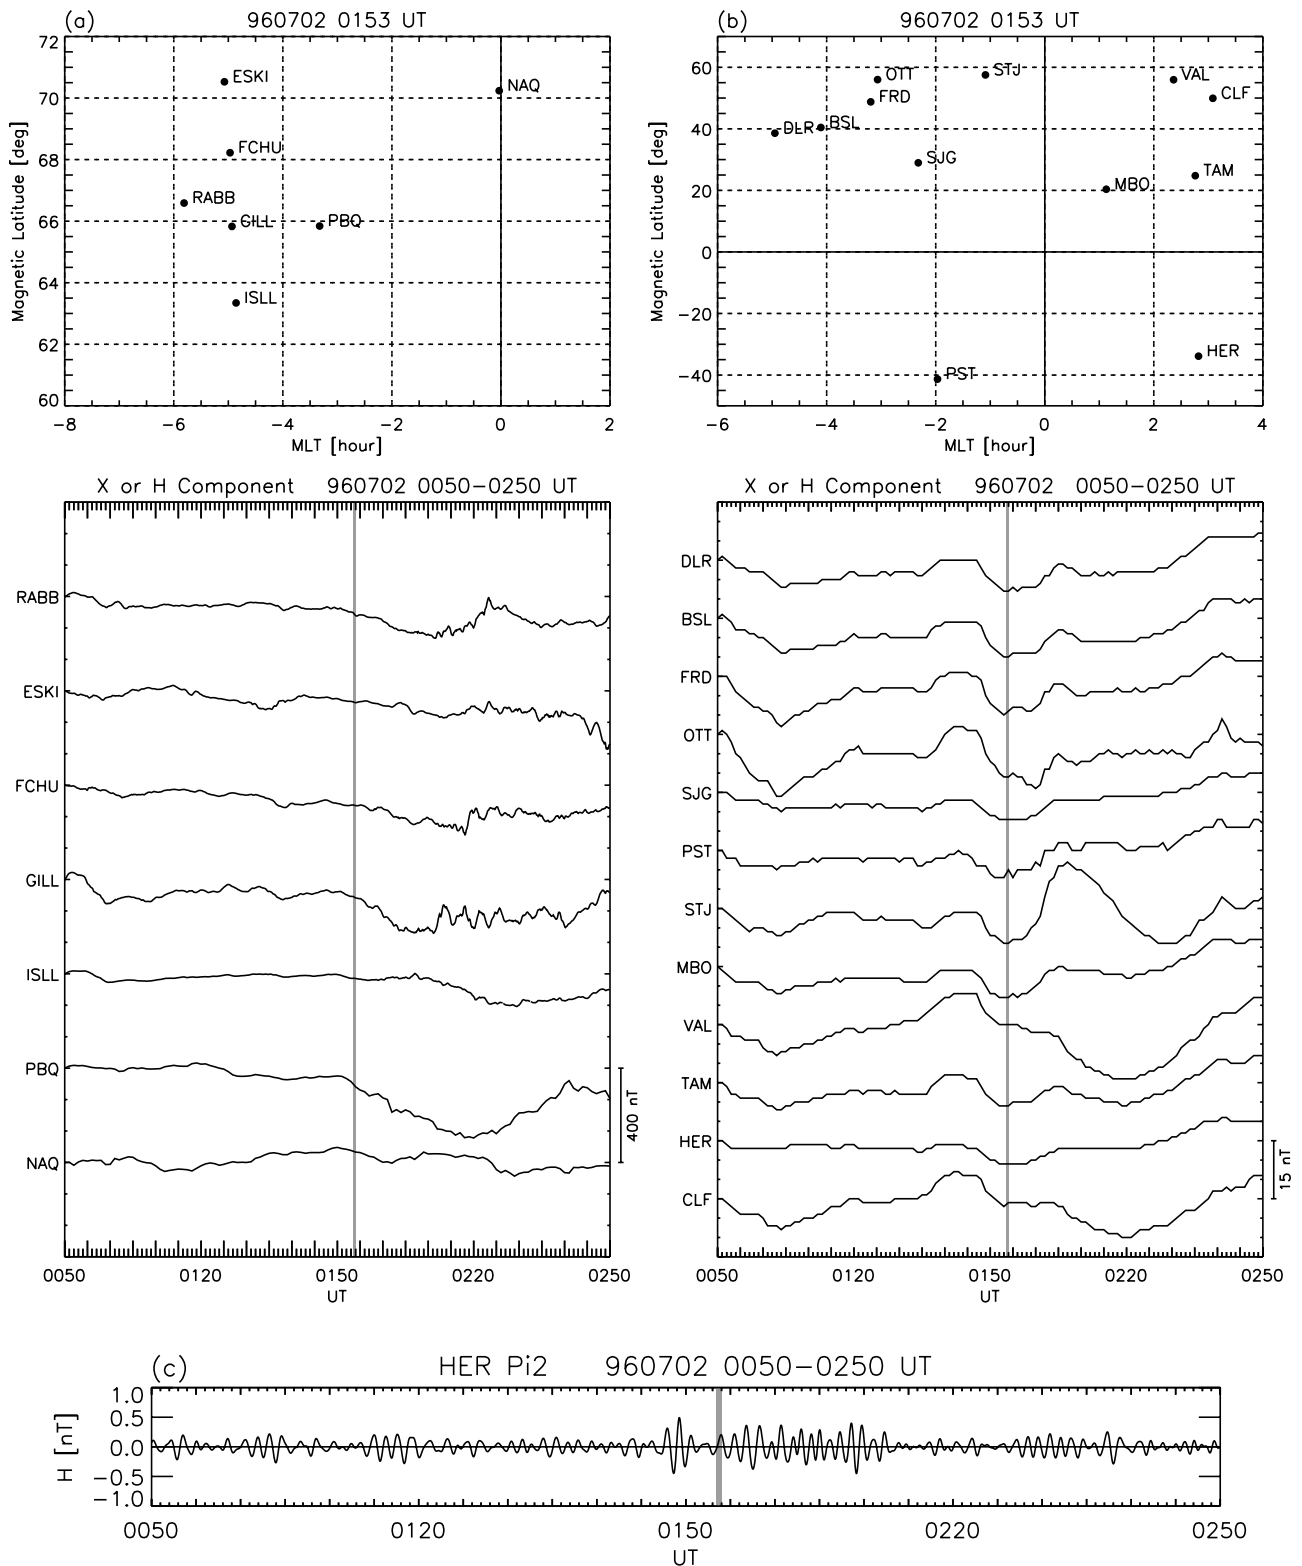 (a) 960702 0153 UT
72
70
68
66
64
62
60
Magnetic Latitude [deg]
ESKI
NAQ
FCHU
RABB
GILL
PBQ
ISLL
−8 −6 −4 −2 0 2
MLT [hour]
(b) 960702 0153 UT
60
40
20
0
−20
−40
Magnetic Latitude [deg]
OTT
STJ
VAL
FRD
CLF
DLR
BSL
SJG
MBO
TAM
HER
PST
−6 −4 −2 0 2 4
MLT [hour]
X or H Component 960702 0050−0250 UT
RABB
ESKI
FCHU
GILL
ISLL
PBQ
NAQ
400 nT
0050 0120 0150 0220 0250
UT
X or H Component 960702 0050−0250 UT
DLR
BSL
FRD
OTT
SJG
PST
STJ
MBO
VAL
TAM
HER
CLF
15 nT
0050 0120 0150 0220 0250
UT
(c) HER Pi2 960702 0050−0250 UT
1.0
0.5
0.0
−0.5
−1.0
H [nT]
0050 0120 0150 0220 0250
UT